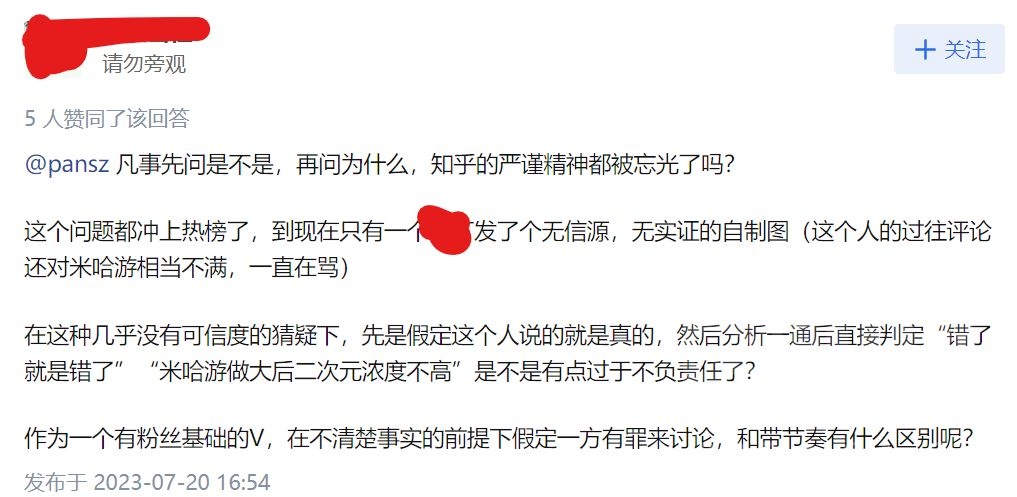 请勿旁观
关注
5 人赞同了该回答
@pansz 凡事先问是不是，再问为什么，知乎的严谨精神都被忘光了吗？
这个问题都冲上热榜了，到现在只有一个 发了个无信源，无实证的自制图（这个人的过往评论
还对米哈游相当不满，一直在骂）
在这种几乎没有可信度的猜疑下，先是假定这个人说的就是真的，然后分析一通后直接判定“错了
就是错了”“米哈游做大后二次元浓度不高”是不是有点过于不负责任了？
作为一个有粉丝基础的V，在不清楚事实的前提下假定一方有罪来讨论，和带节奏有什么区别呢？
发布于 2023-07-20 16:54